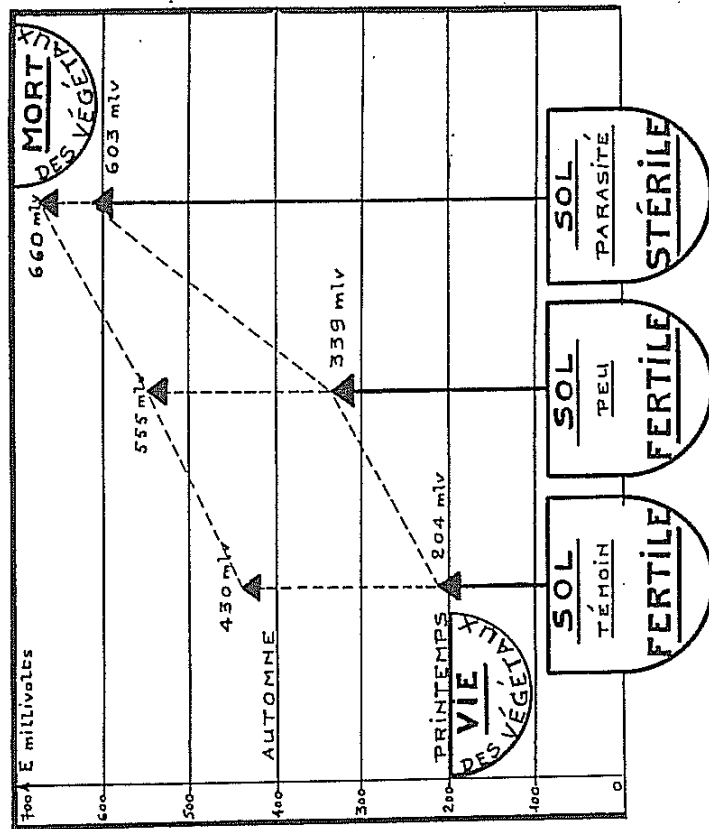 700 Δ E millivolts
MORT
DES VÉGÉTAUX
660 mlv
603 mlv
600
555 mlv
500
430 mlv
400
AUTOMNE
339 mlv
300
204 mlv
200
PRINTEMPS
VIE
DES VÉGÉTAUX
100
0
SOL
TÉMOIN
FERTILE
SOL
PEU
FERTILE
SOL
PARASITÉ
STÉRILE